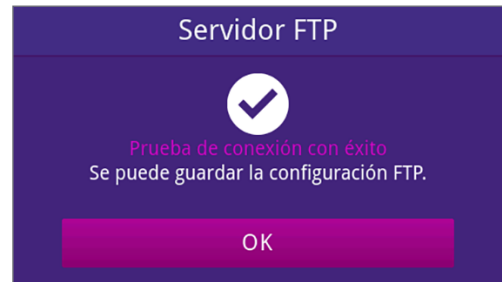 Servidor FTP
Prueba de conexión con éxito
Se puede guardar la configuración FTP.
OK